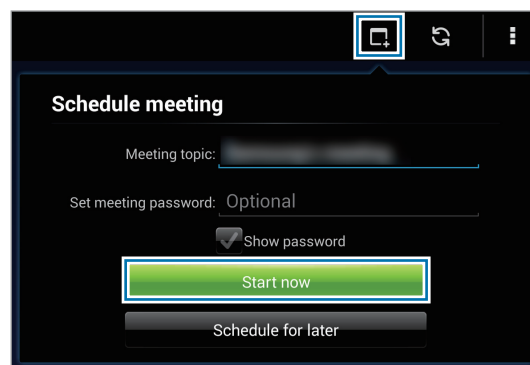 Schedule meeting
Meeting topic:
Set meeting password: Optional
Show password
Start now
Schedule for later